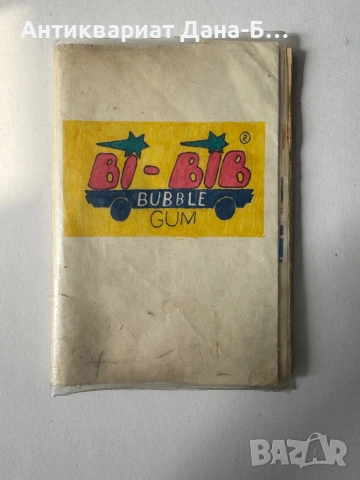 Антиквариат Дана-Б...
®
Bi - BiB
BUBBLE
GUM
BAZAR